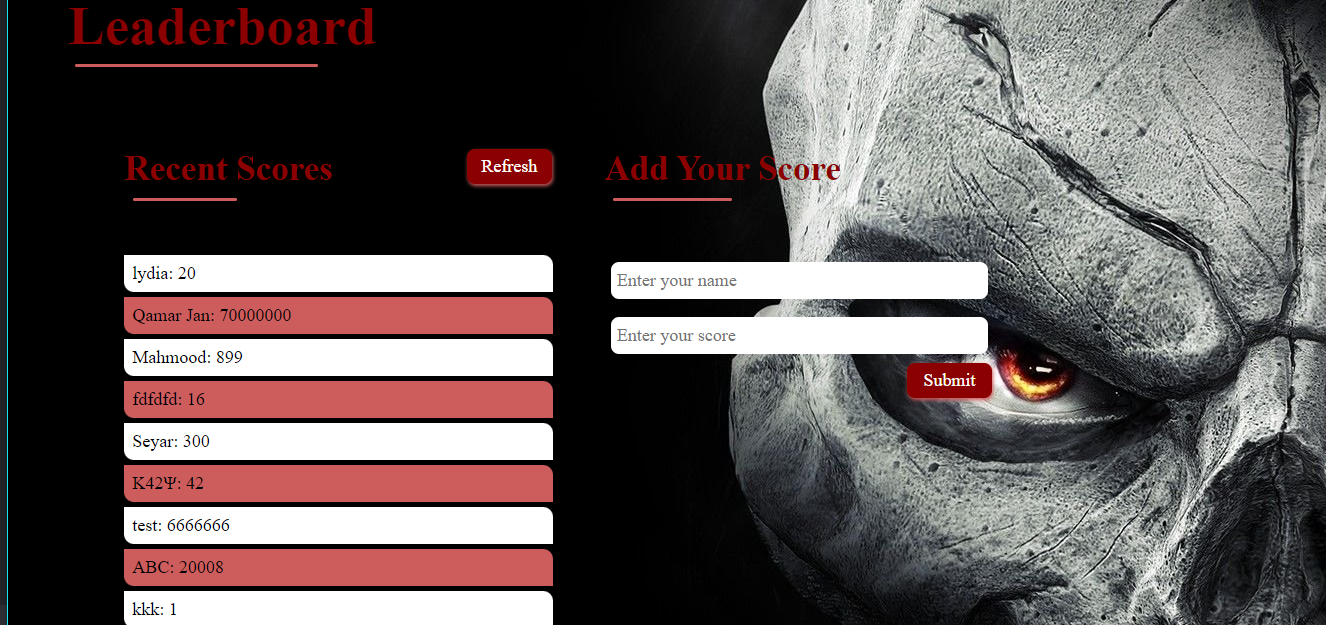 Leaderboard
Recent Scores
Refresh
lydia: 20
Qamar Jan: 70000000
Mahmood: 899
fdfdfd: 16
Seyar: 300
K42Ψ: 42
test: 6666666
ABC: 20008
kkk: 1
Add Your Score
Enter your name
Enter your score
Submit